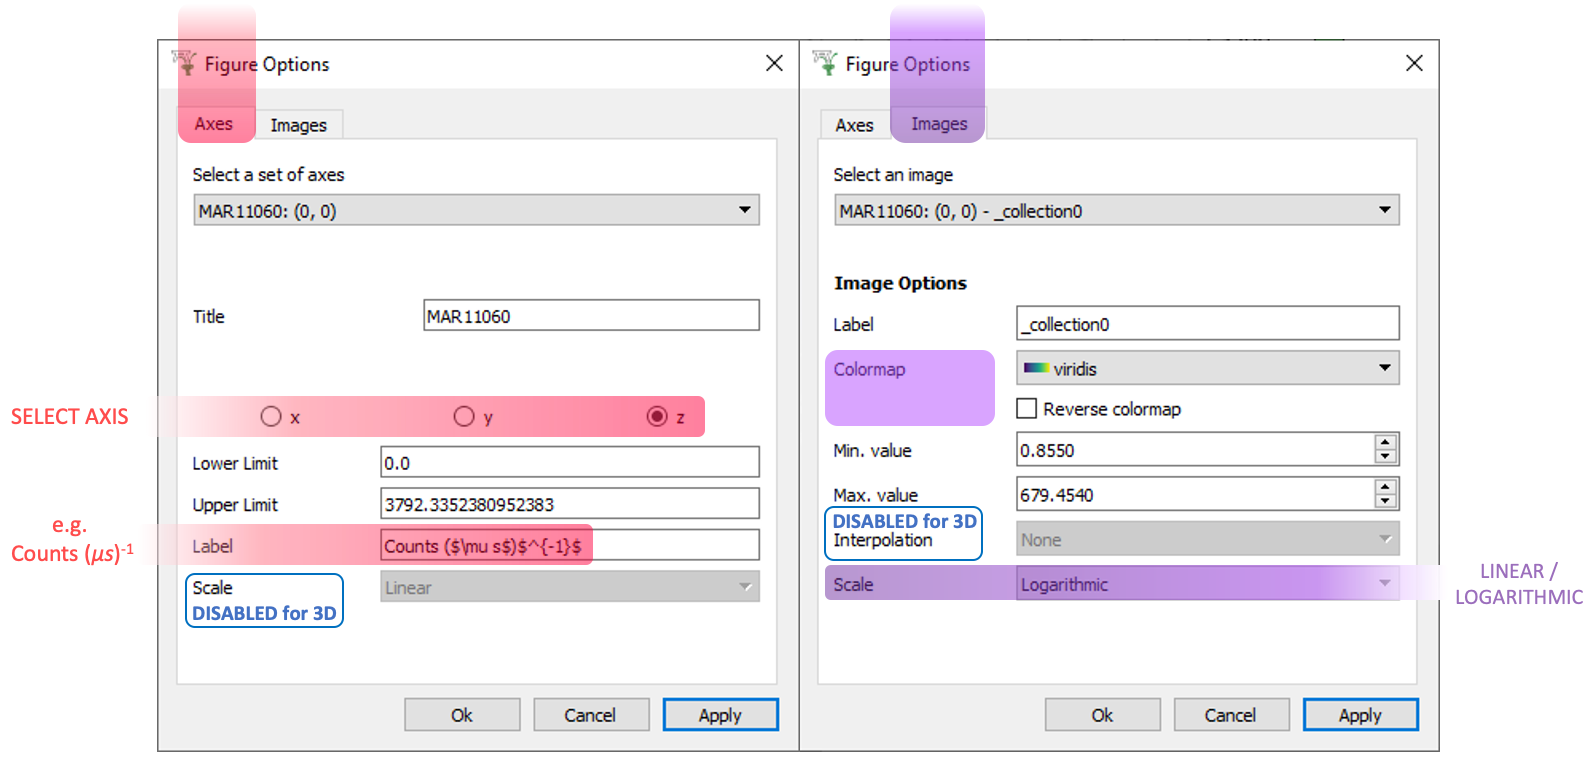 Figure Options
Axes
Images
Select a set of axes
MAR11060: (0, 0)
Title
MAR11060
SELECT AXIS
x
y
z
Lower Limit
0.0
Upper Limit
3792.3352380952383
e.g.
Counts (μs)-1
Label
Counts ($\mu s$)$^{-1}$
Scale
DISABLED for 3D
Linear
Ok
Cancel
Apply
Figure Options
Axes
Images
Select an image
MAR11060: (0, 0) - _collection0
Image Options
Label
_collection0
Colormap
viridis
Reverse colormap
Min. value
0.8550
Max. value
679.4540
DISABLED for 3D
Interpolation
None
Scale
Logarithmic
LINEAR /
LOGARITHMIC
Ok
Cancel
Apply